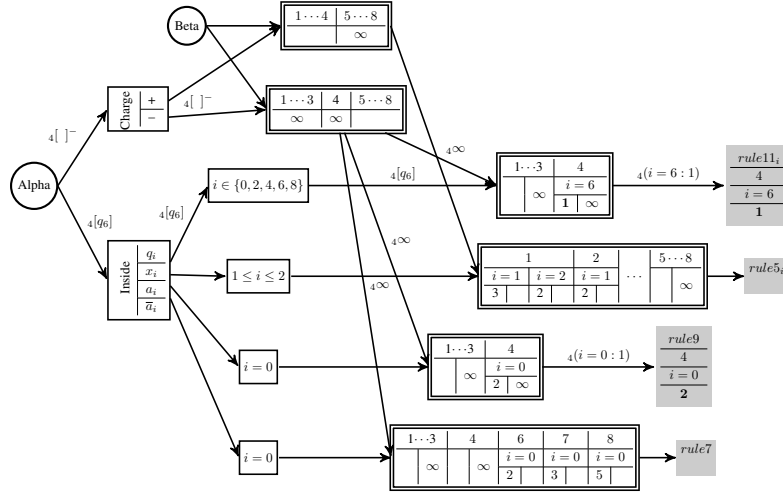 Beta
1⋯4 5⋯8
∞
Charge
+
−
4[ ]−
4[ ]−
1⋯3 4 5⋯8
∞ ∞
Alpha
4[q6]
4[q6]
i ∈ {0, 2, 4, 6, 8}
4[q6]
4∞
1⋯3 4
∞ i = 6
1 ∞
4(i = 6 : 1)
rule11i
4
i = 6
1
Inside
qi
xi
ai
āi
1 ≤ i ≤ 2
4∞
4∞
1 2 ⋯ 5⋯8
i = 1 i = 2 i = 1
3 2 2 ∞
rule5i
i = 0
1⋯3 4
∞ i = 0
2 ∞
4(i = 0 : 1)
rule9
4
i = 0
2
i = 0
1⋯3 4 6 7 8
∞ ∞ i = 0 i = 0 i = 0
2 3 5
rule7